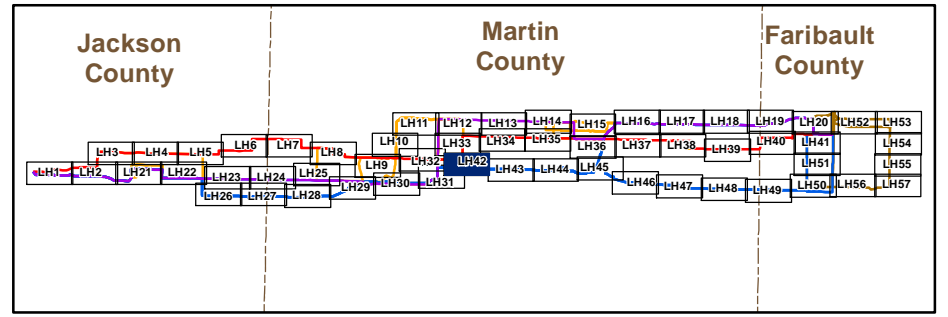 Jackson
County
Martin
County
Faribault
County
LH11 LH12 LH13 LH14 LH15 LH16 LH17 LH18 LH19 LH20 LH52 LH53
LH10 LH33 LH34 LH35 LH36 LH37 LH38 LH39 LH40 LH41 LH54
LH3 LH4 LH5 LH6 LH7 LH8 LH9 LH32 LH42 LH43 LH44 LH45 LH51 LH55
LH1 LH2 LH21 LH22 LH23 LH24 LH25 LH29 LH30 LH31 LH46 LH47 LH48 LH49 LH50 LH56 LH57
LH26 LH27 LH28